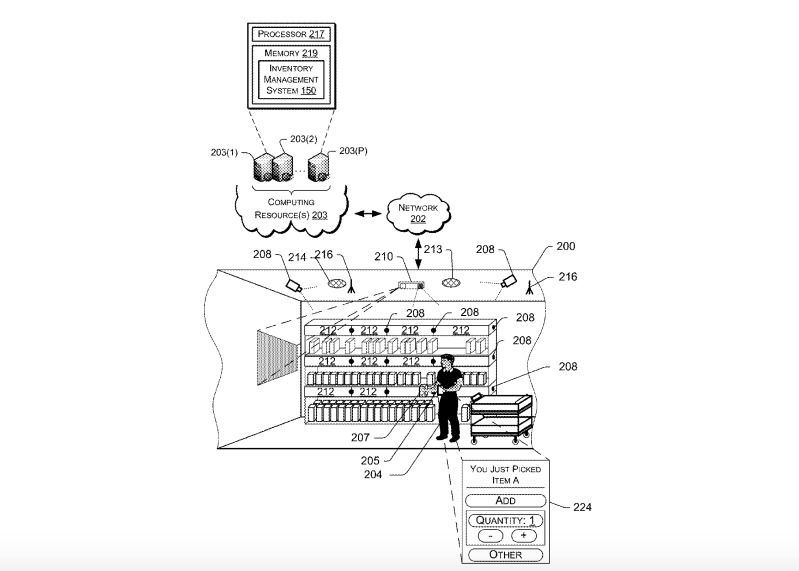 PROCESSOR 217
MEMORY 219
INVENTORY
MANAGEMENT
SYSTEM 150
203(1)
203(2)
203(P)
COMPUTING
RESOURCE(S) 203
NETWORK
202
208
214
216
210
213
208
200
216
212
212
208
212
208
212
208
212
212
212
208
212
212
208
207
205
204
YOU JUST PICKED
ITEM A
ADD
QUANTITY: 1
-
+
OTHER
224